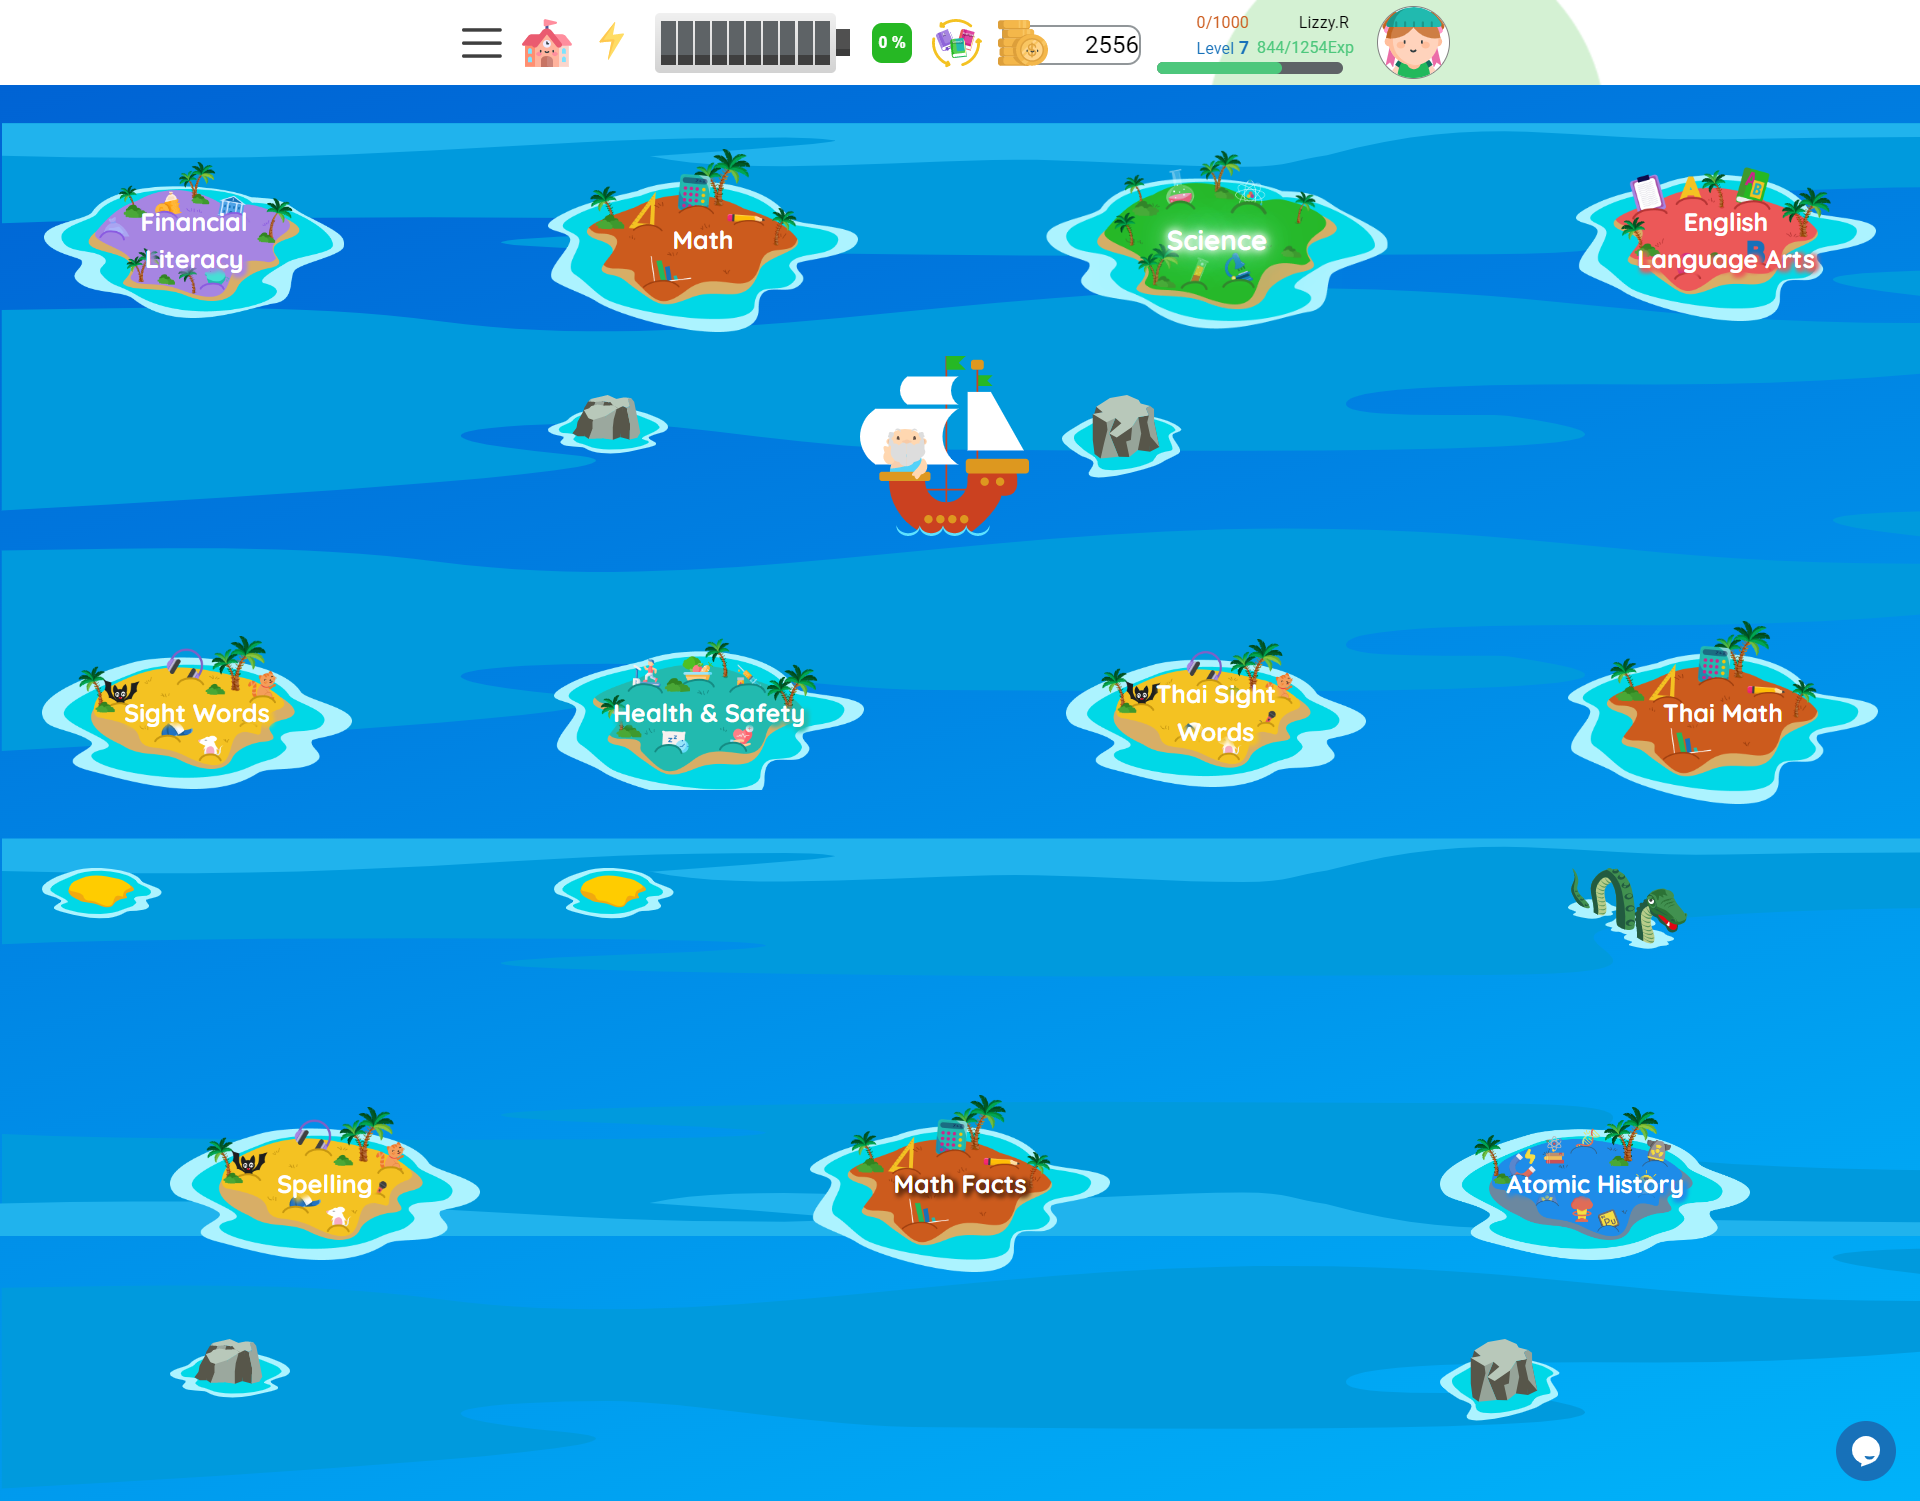 0 %
2556
0/1000 Lizzy.R
Level 7 844/1254Exp
Financial
Literacy
Math
Science
English
Language Arts
Sight Words
Health & Safety
Thai Sight
Words
Thai Math
Spelling
Math Facts
Atomic History